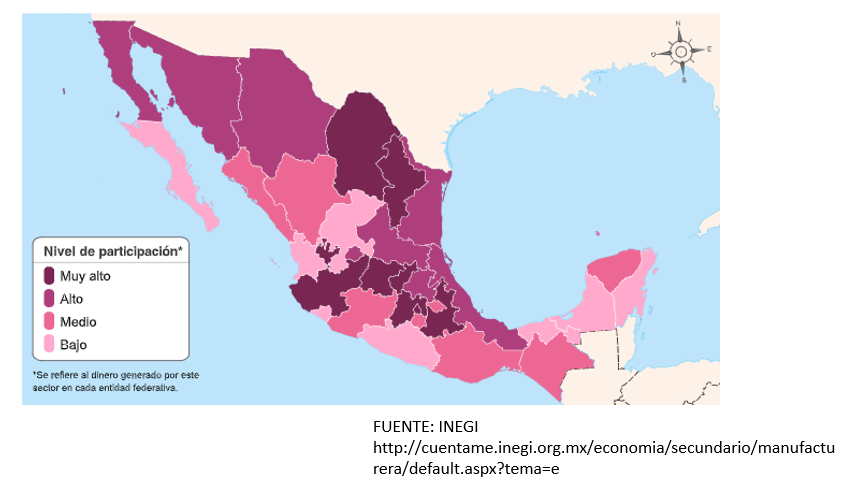 N
O
E
S
Nivel de participación*
Muy alto
Alto
Medio
Bajo
*Se refiere al dinero generado por este
sector en cada entidad federativa.
FUENTE: INEGI
http://cuentame.inegi.org.mx/economia/secundario/manufactu
rera/default.aspx?tema=e